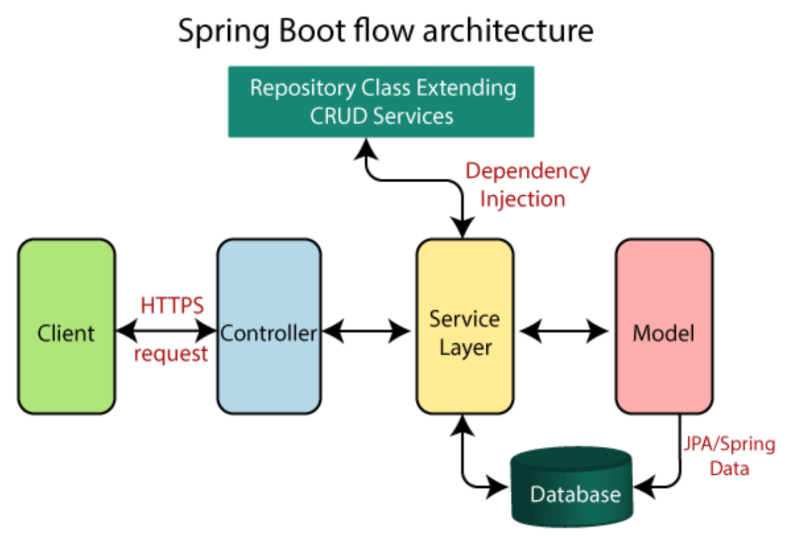 Spring Boot flow architecture
Repository Class Extending
CRUD Services
Dependency
Injection
Client
HTTPS
request
Controller
Service
Layer
Model
JPA/Spring
Data
Database